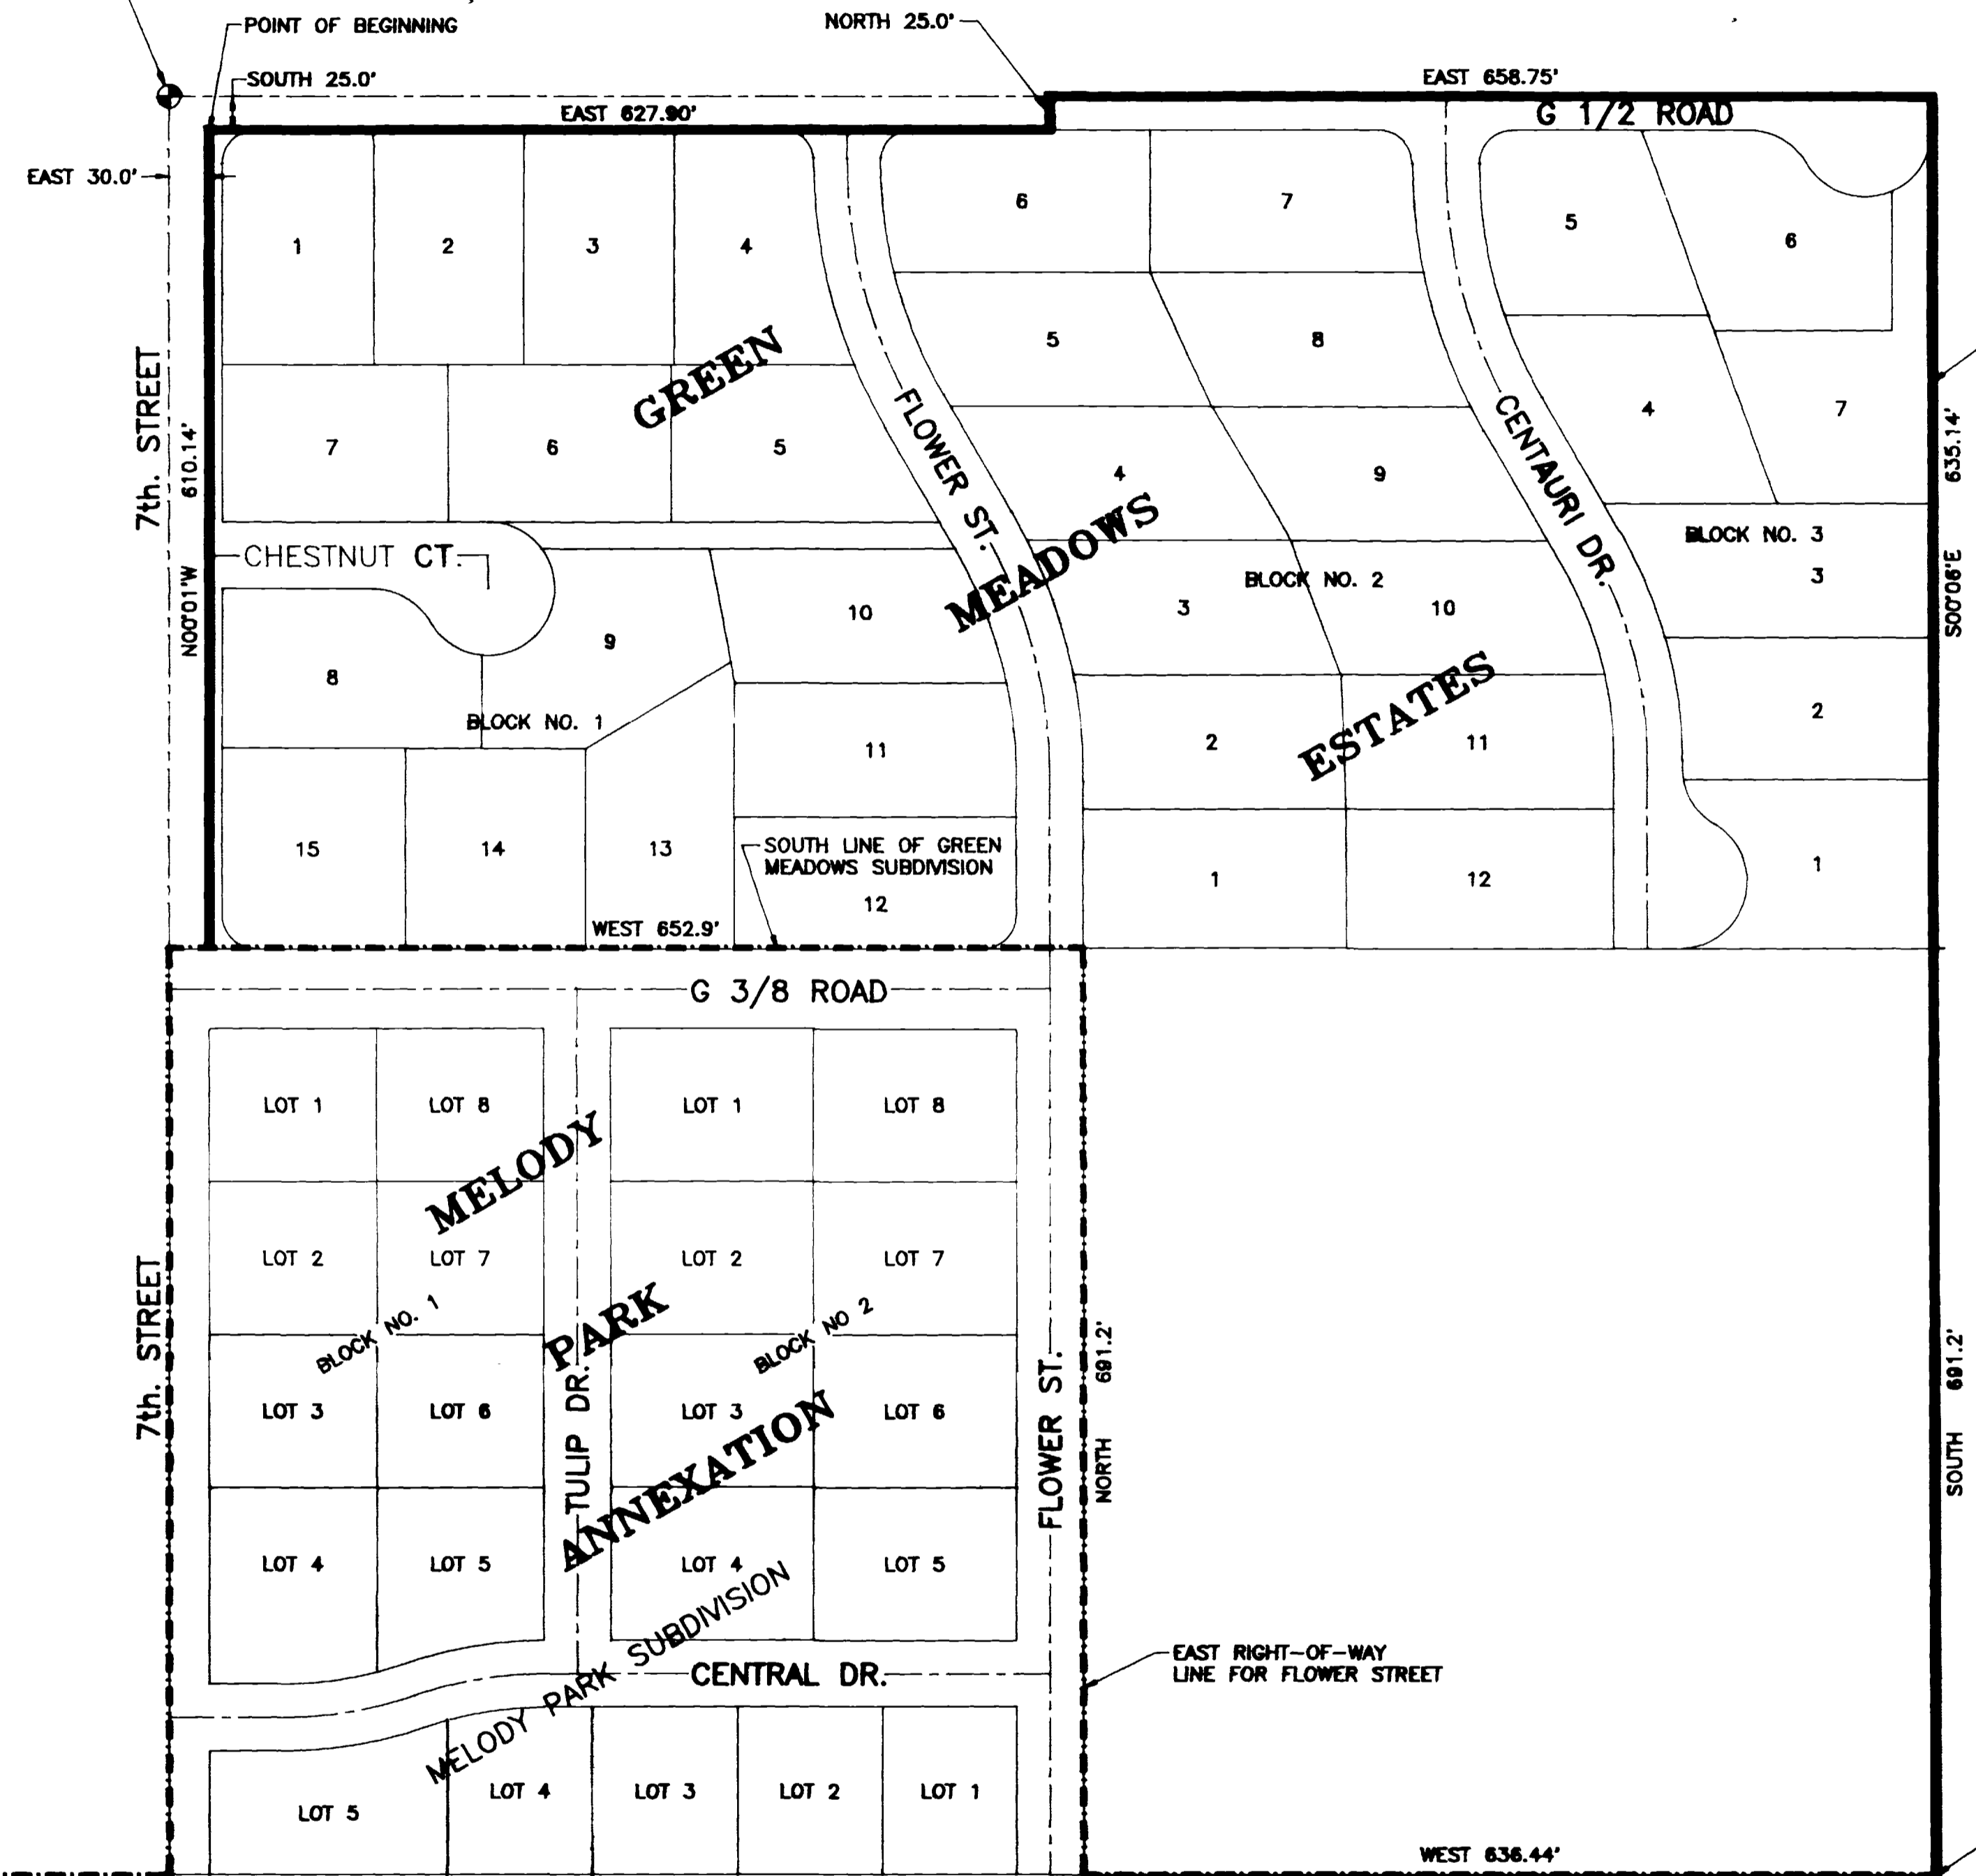 POINT OF BEGINNING
NORTH 25.0'
SOUTH 25.0'
EAST 658.75'
EAST 627.90'
G 1/2 ROAD
EAST 30.0'
1
2
3
4
6
7
5
6
5
8
4
7
GREEN
7
6
5
4
9
FLOWER ST.
CENTAURI DR.
7th. STREET
N00°01'W 610.14'
S00°06'E 635.14'
CHESTNUT CT.
MEADOWS
BLOCK NO. 3
3
BLOCK NO. 2
3
10
10
9
8
BLOCK NO. 1
ESTATES
2
11
11
2
15
14
13
SOUTH LINE OF GREEN
MEADOWS SUBDIVISION
12
1
12
1
WEST 652.9'
G 3/8 ROAD
LOT 1
LOT 8
LOT 1
LOT 8
MELODY
LOT 2
LOT 7
LOT 2
LOT 7
BLOCK NO. 1
PARK
BLOCK NO 2
7th. STREET
TULIP DR.
FLOWER ST.
NORTH 691.2'
SOUTH 691.2'
LOT 3
LOT 6
LOT 3
LOT 6
ANNEXATION
LOT 4
LOT 5
LOT 4
LOT 5
MELODY PARK SUBDIVISION
CENTRAL DR.
EAST RIGHT-OF-WAY
LINE FOR FLOWER STREET
LOT 5
LOT 4
LOT 3
LOT 2
LOT 1
WEST 636.44'